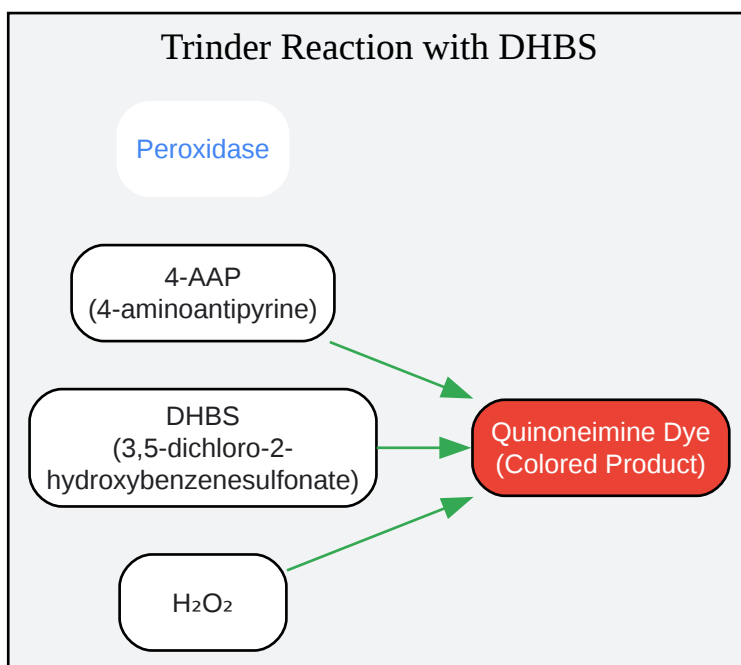 Trinder Reaction with DHBS
Peroxidase
4-AAP
(4-aminoantipyrine)
DHBS
(3,5-dichloro-2-
hydroxybenzenesulfonate)
Quinoneimine Dye
(Colored Product)
H₂O₂